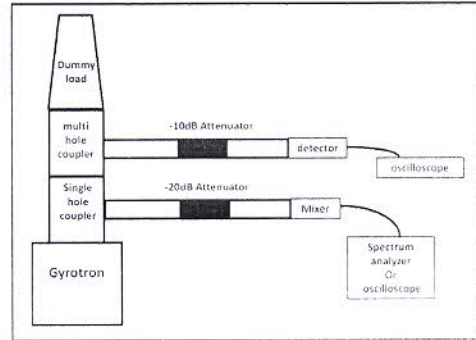 Dummy
load
multi
hole
coupler
-10dB Attenuator
detector
oscilloscope
Single
hole
coupler
-20dB Attenuator
Mixer
Spectrum
analyzer
Or
oscilloscope
Gyrotron